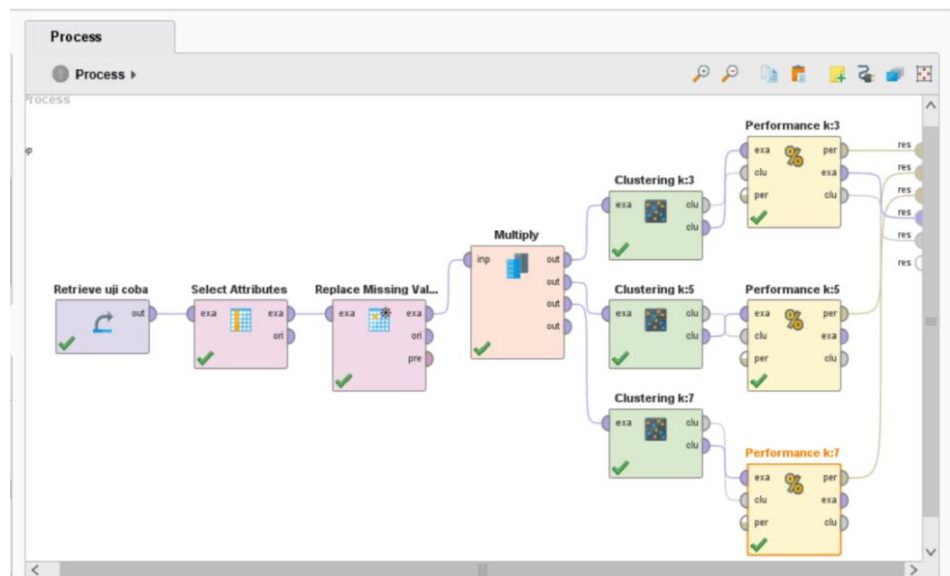 Process
Process
Process
Performance k:3
exa per
clu exa
per clu
res
res
res
res
res
res
Clustering k:3
exa clu
clu
Multiply
inp out
out
out
out
Retrieve uji coba
out
Select Attributes
exa exa
ori
Replace Missing Val...
exa exa
ori
pre
Clustering k:5
exa clu
clu
Performance k:5
exa per
clu exa
per clu
Clustering k:7
exa clu
clu
Performance k:7
exa per
clu exa
per clu